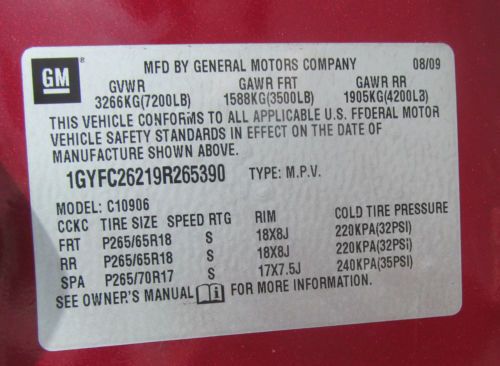 GM ®
MFD BY GENERAL MOTORS COMPANY 08/09
GVWR GAWR FRT GAWR RR
3266KG(7200LB) 1588KG(3500LB) 1905KG(4200L3)
THIS VEHICLE CONFORMS TO ALL APPLICABLE U.S. FFDERAL MOTOR
VEHICLE SAFETY STANDARDS IN EFFECT ON THE DATE OF
MANUFACTURE SHOWN ABOVE.
1GYFC26219R265390 TYPE: M.P.V.
MODEL: C10906
CCKC TIRE SIZE SPEED RTG RIM COLD TIRE PRESSURE
FRT P265/65R18 S 18X8J 220KPA(32PSI)
RR P265/65R18 S 18X8J 220KPA(32PSI)
SPA P265/70R17 S 17X7.5J 240KPA(35PSI)
SEE OWNER'S MANUAL i FOR MORE INFORMATION.